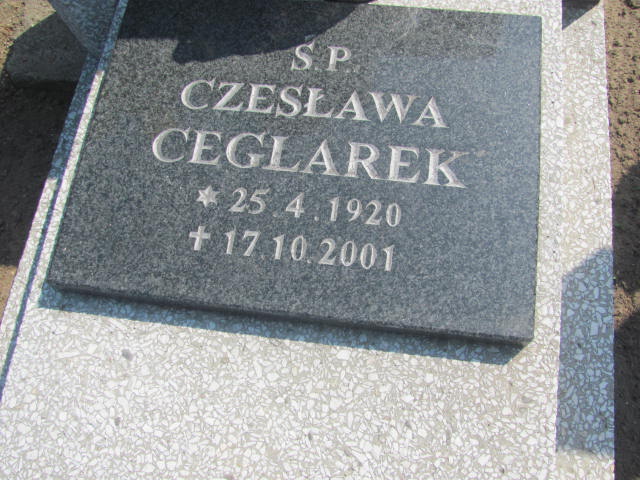 Ś.P.
CZESŁAWA
CEGLAREK
* 25.4.1920
✝ 17.10.2001